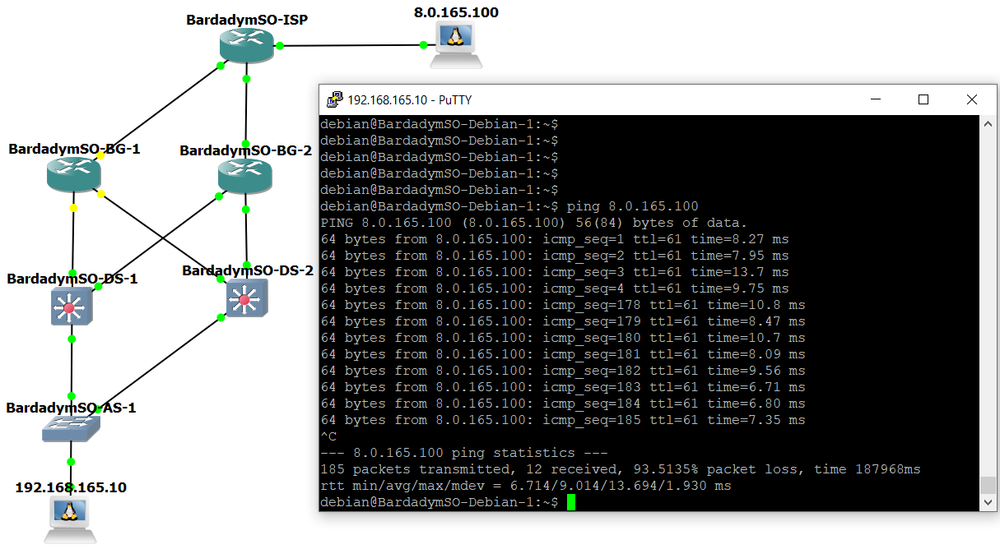 8.0.165.100
BardadymSO-ISP
BardadymSO-BG-1
BardadymSO-BG-2
BardadymSO-DS-1
BardadymSO-DS-2
BardadymSO-AS-1
192.168.165.10
192.168.165.10 - PuTTY
debian@BardadymSO-Debian-1:~$
debian@BardadymSO-Debian-1:~$
debian@BardadymSO-Debian-1:~$
debian@BardadymSO-Debian-1:~$
debian@BardadymSO-Debian-1:~$
debian@BardadymSO-Debian-1:~$ ping 8.0.165.100
PING 8.0.165.100 (8.0.165.100) 56(84) bytes of data.
64 bytes from 8.0.165.100: icmp_seq=1 ttl=61 time=8.27 ms
64 bytes from 8.0.165.100: icmp_seq=2 ttl=61 time=7.95 ms
64 bytes from 8.0.165.100: icmp_seq=3 ttl=61 time=13.7 ms
64 bytes from 8.0.165.100: icmp_seq=4 ttl=61 time=9.75 ms
64 bytes from 8.0.165.100: icmp_seq=178 ttl=61 time=10.8 ms
64 bytes from 8.0.165.100: icmp_seq=179 ttl=61 time=8.47 ms
64 bytes from 8.0.165.100: icmp_seq=180 ttl=61 time=10.7 ms
64 bytes from 8.0.165.100: icmp_seq=181 ttl=61 time=8.09 ms
64 bytes from 8.0.165.100: icmp_seq=182 ttl=61 time=9.56 ms
64 bytes from 8.0.165.100: icmp_seq=183 ttl=61 time=6.71 ms
64 bytes from 8.0.165.100: icmp_seq=184 ttl=61 time=6.80 ms
64 bytes from 8.0.165.100: icmp_seq=185 ttl=61 time=7.35 ms
^C
--- 8.0.165.100 ping statistics ---
185 packets transmitted, 12 received, 93.5135% packet loss, time 187968ms
rtt min/avg/max/mdev = 6.714/9.014/13.694/1.930 ms
debian@BardadymSO-Debian-1:~$